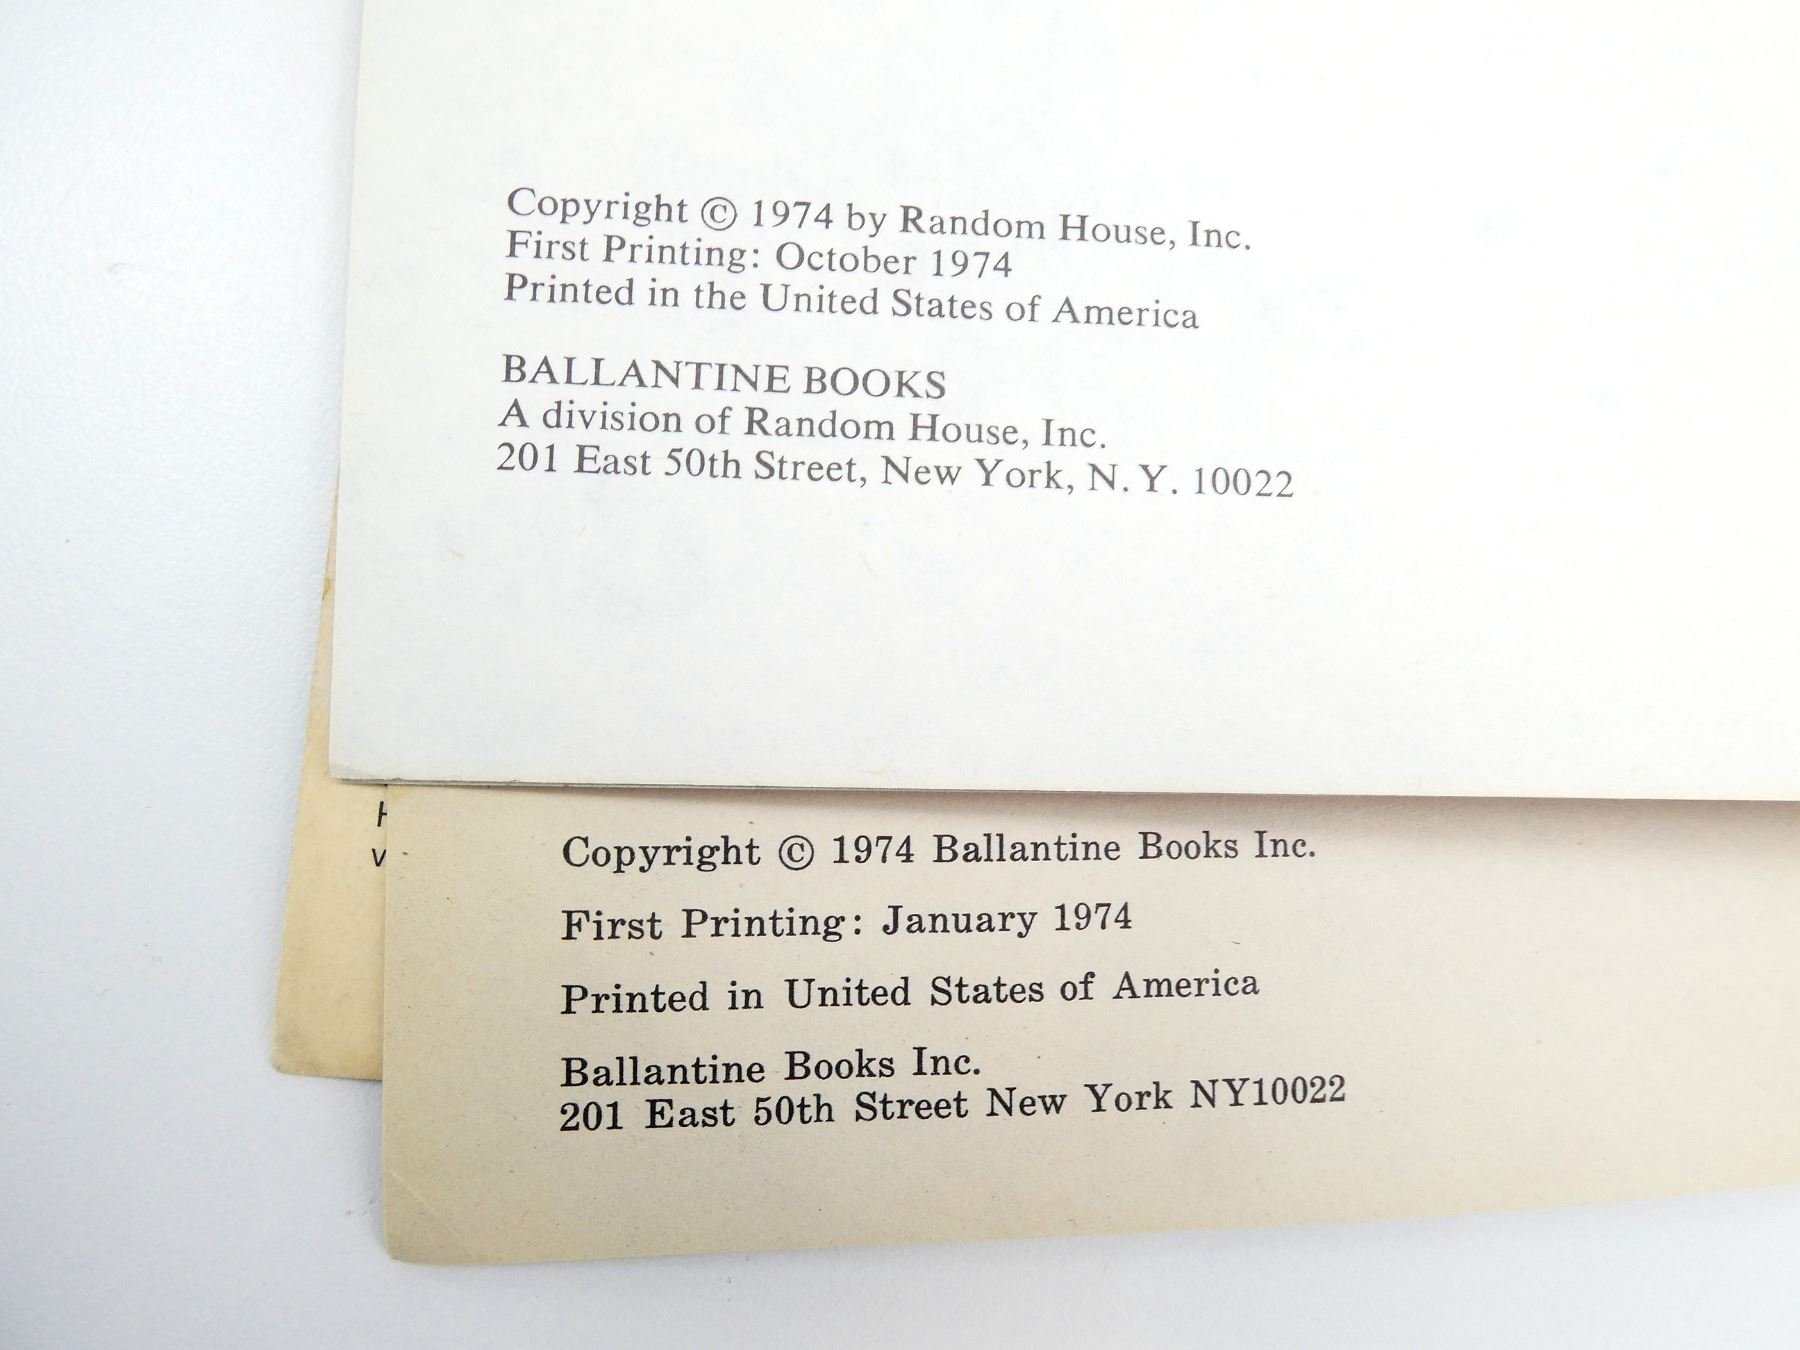 Copyright © 1974 by Random House, Inc.
First Printing: October 1974
Printed in the United States of America
BALLANTINE BOOKS
A division of Random House, Inc.
201 East 50th Street, New York, N. Y. 10022
Copyright © 1974 Ballantine Books Inc.
First Printing: January 1974
Printed in United States of America
Ballantine Books Inc.
201 East 50th Street New York NY10022